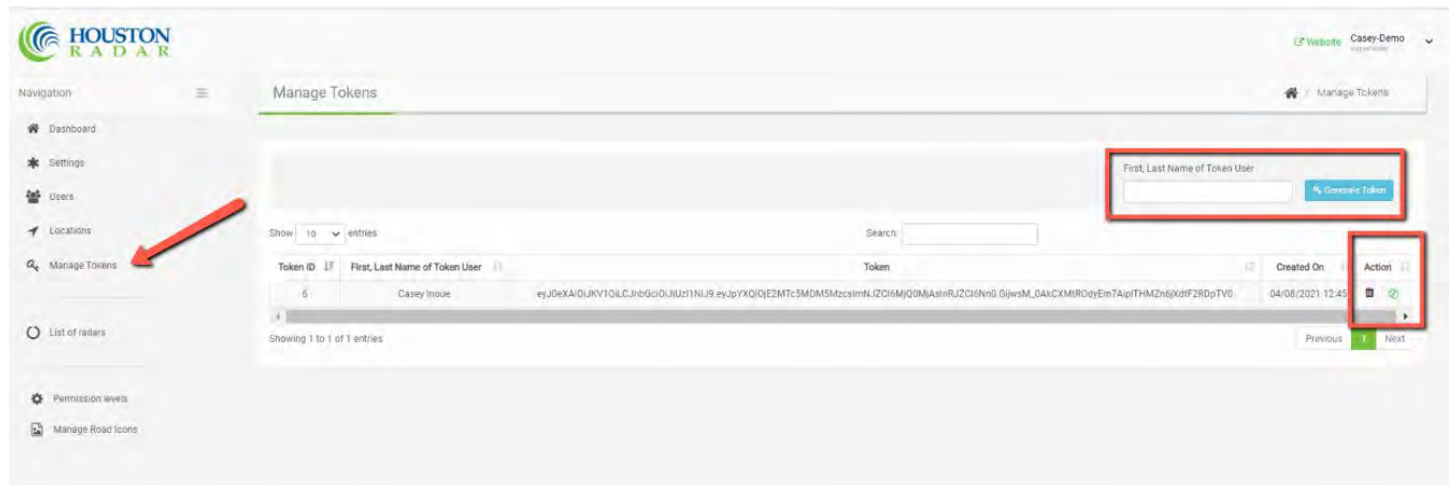 HOUSTON
RADAR
Website
Casey-Demo
Navigation
Manage Tokens
Manage Tokens
Dashboard
Settings
Users
Locations
Manage Tokens
List of radars
Permission levels
Manage Road Icons
First, Last Name of Token User
Generate Token
Show 10 entries
Search:
Token ID First, Last Name of Token User Token Created On Action
6 Casey Inoue 04/08/2021 12:45
Showing 1 to 1 of 1 entries
Previous 1 Next